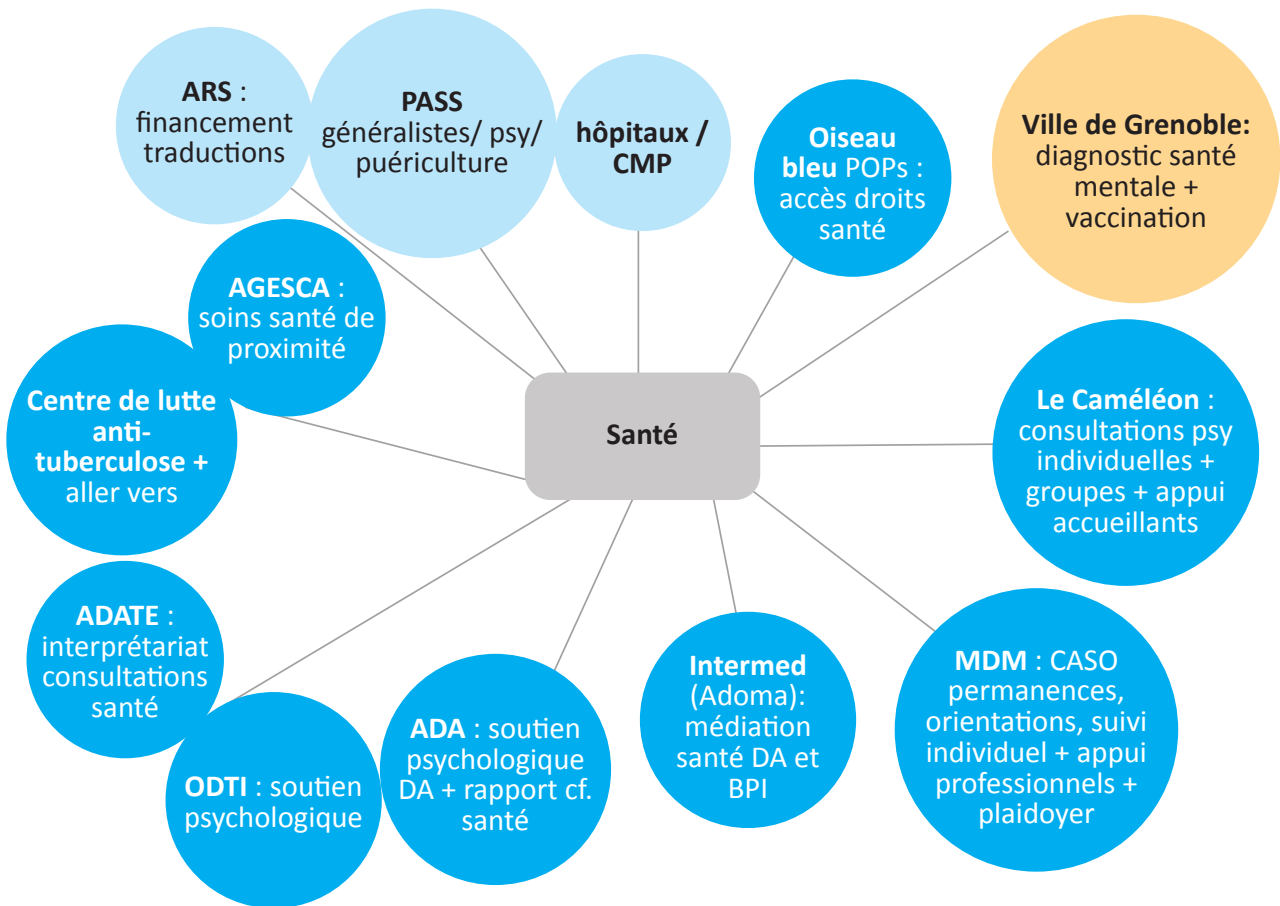 ARS :
financement
traductions
PASS
généralistes/ psy/
puériculture
hôpitaux /
CMP
Oiseau
bleu POPs :
accès droits
santé
Ville de Grenoble:
diagnostic santé
mentale +
vaccination
AGESCA :
soins santé de
proximité
Centre de lutte
anti-
tuberculose +
aller vers
Santé
Le Caméléon :
consultations psy
individuelles +
groupes + appui
accueillants
ADATE :
interprétariat
consultations
santé
ODTI : soutien
psychologique
ADA : soutien
psychologique
DA + rapport cf.
santé
Intermed
(Adoma):
médiation
santé DA et
BPI
MDM : CASO
permanences,
orientations, suivi
individuel + appui
professionnels +
plaidoyer